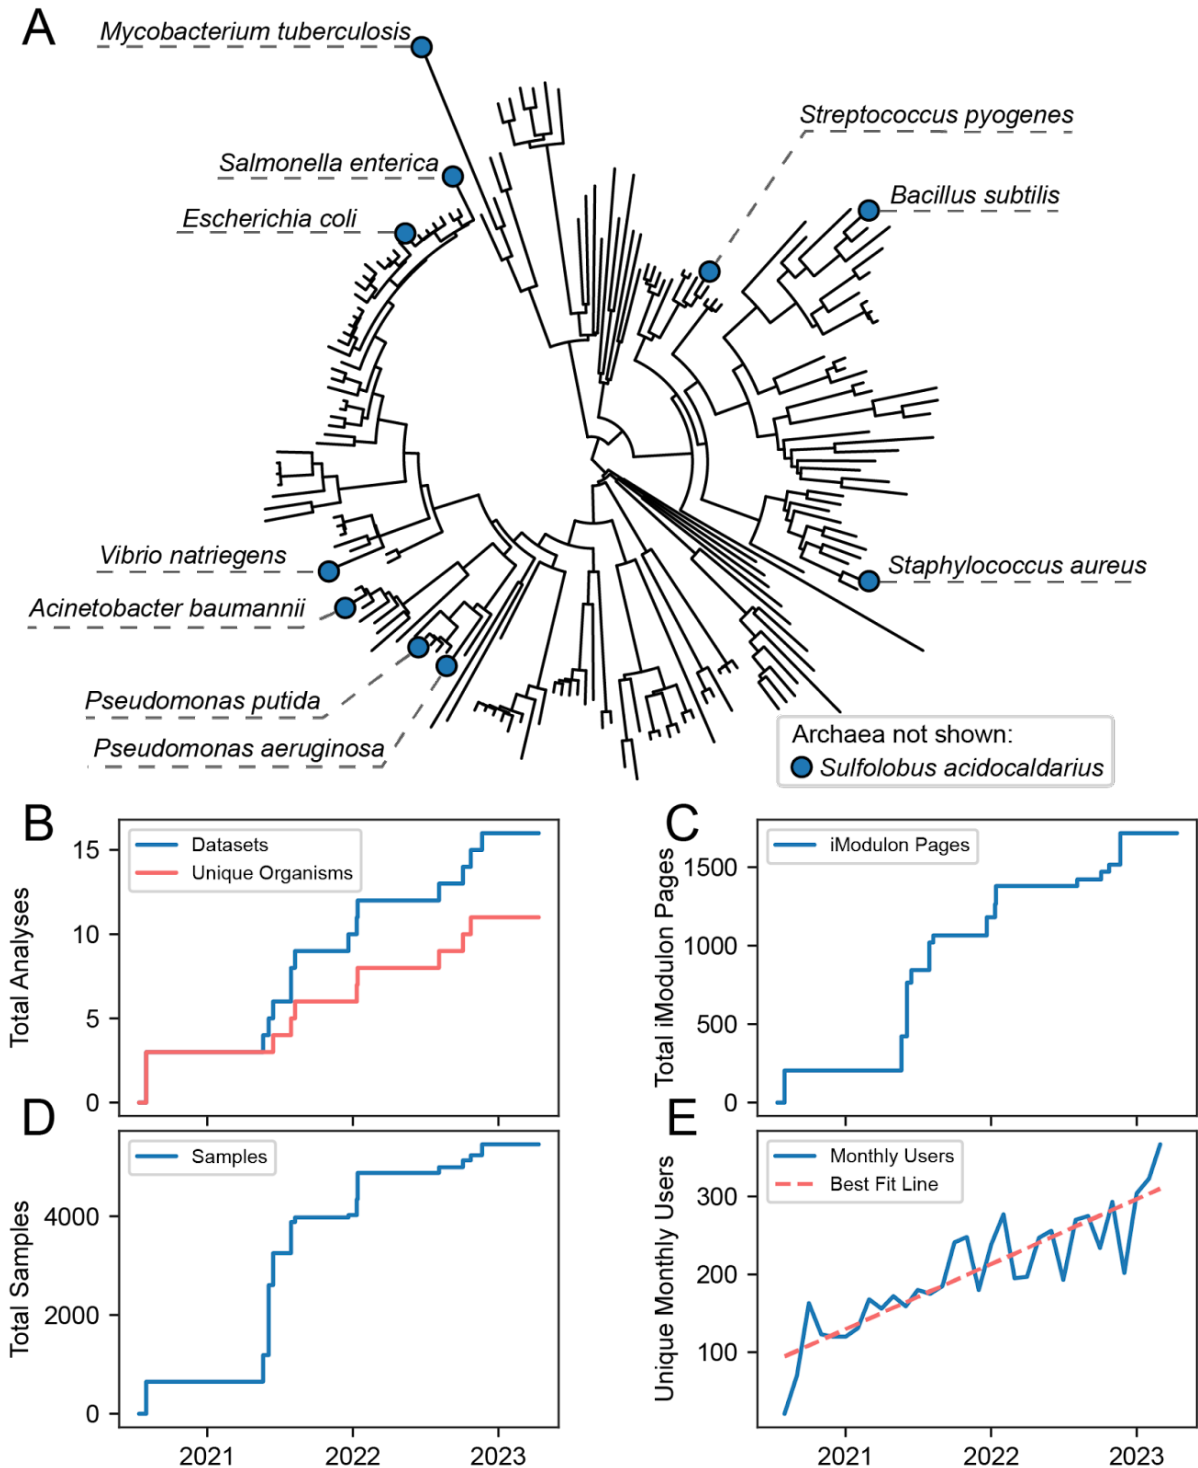 A
Mycobacterium tuberculosis
Streptococcus pyogenes
Salmonella enterica
Bacillus subtilis
Escherichia coli
Vibrio natriegens
Staphylococcus aureus
Acinetobacter baumannii
Pseudomonas putida
Pseudomonas aeruginosa
Archaea not shown:
Sulfolobus acidocaldarius
B
Datasets
Unique Organisms
Total Analyses
15
10
5
0
C
iModulon Pages
Total iModulon Pages
1500
1000
500
0
D
Samples
Total Samples
4000
2000
0
2021
2022
2023
E
Monthly Users
Best Fit Line
Unique Monthly Users
300
200
100
2021
2022
2023